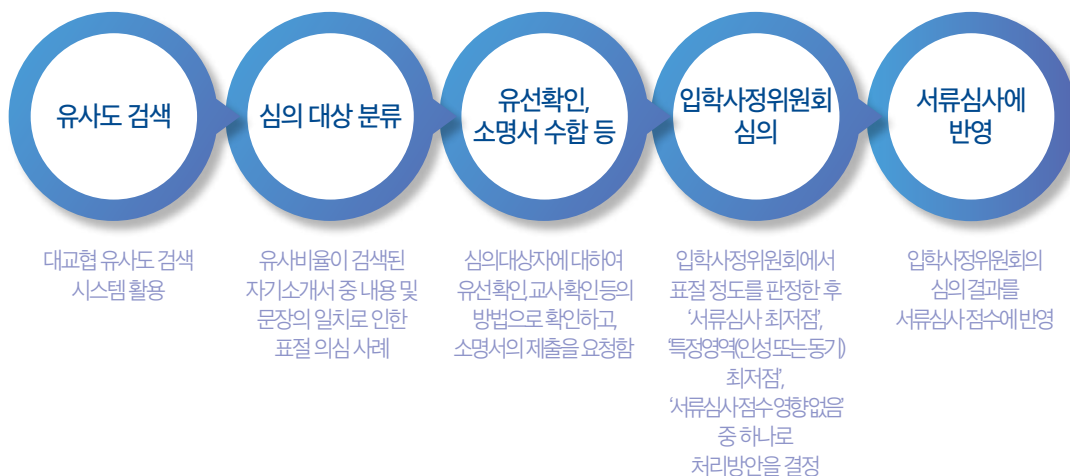 유사도 검색
심의 대상 분류
유선확인,
소명서 수합 등
입학사정위원회
심의
서류심사에
반영
대교협 유사도 검색
시스템 활용
유사비율이 검색된
자기소개서 중 내용 및
문장의 일치로 인한
표절 의심 사례
심의대상자에 대하여
유선확인,교사확인 등의
방법으로 확인하고,
소명서의 제출을 요청함
입학사정위원회에서
표절 정도를 판정한 후
‘서류심사 최저점’,
‘특정영역(인성 또는 동기)
최저점’,
‘서류심사 점수 영향 없음’
중 하나로
처리방안을 결정
입학사정위원회의
심의 결과를
서류심사 점수에 반영